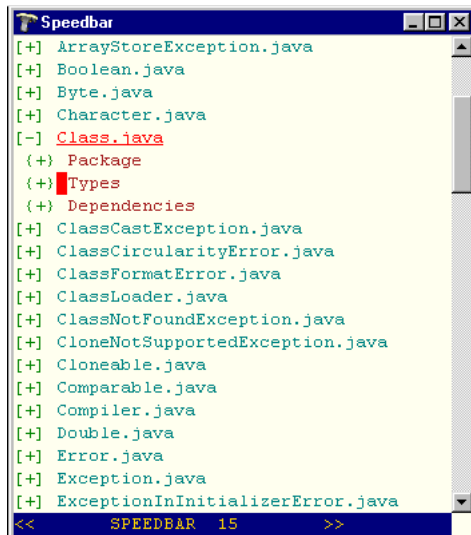 Speedbar
[+] ArrayStoreException.java
[+] Boolean.java
[+] Byte.java
[+] Character.java
[-] Class.java
{+} Package
{+} Types
{+} Dependencies
[+] ClassCastException.java
[+] ClassCircularityError.java
[+] ClassFormatError.java
[+] ClassLoader.java
[+] ClassNotFoundException.java
[+] CloneNotSupportedException.java
[+] Cloneable.java
[+] Comparable.java
[+] Compiler.java
[+] Double.java
[+] Error.java
[+] Exception.java
[+] ExceptionInInitializerError.java
<< SPEEDBAR 15 >>